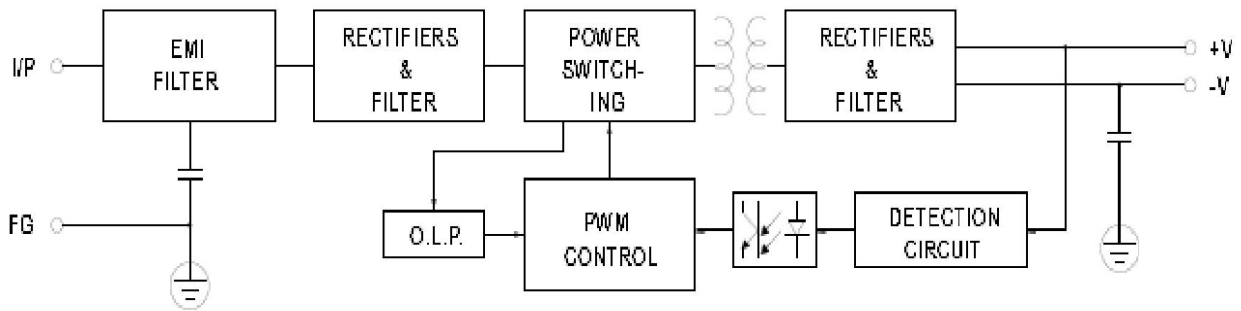 I/P
EMI
FILTER
RECTIFIERS
&
FILTER
POWER
SWITCH-
ING
RECTIFIERS
&
FILTER
+V
-V
FG
O.L.P.
PWM
CONTROL
DETECTION
CIRCUIT